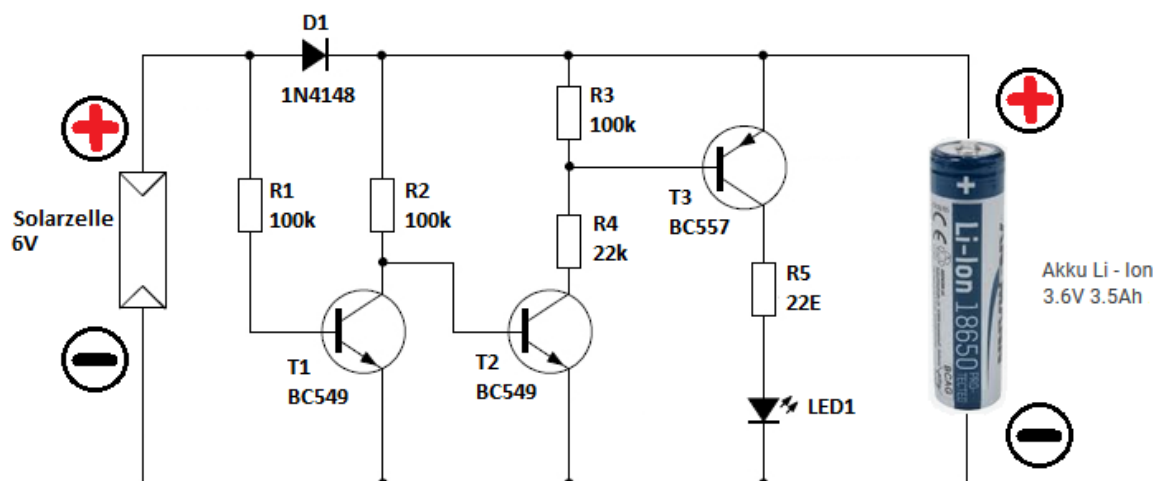 D1
1N4148
R3
100k
Solarzelle
6V
R1
100k
R2
100k
T3
BC557
R4
22k
R5
22E
Li-Ion 18650
Akku Li - Ion
3.6V 3.5Ah
T1
BC549
T2
BC549
LED1